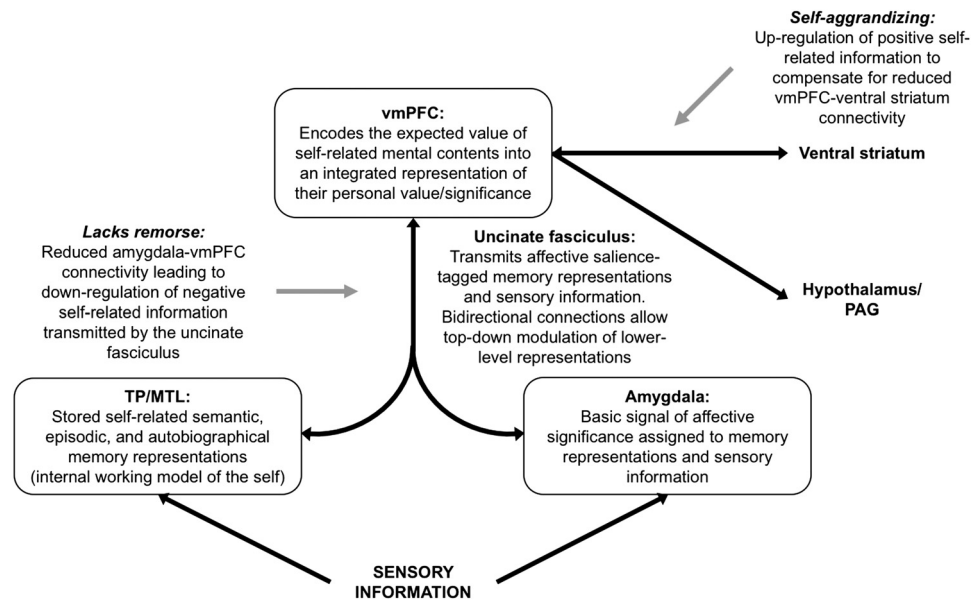 Self-aggrandizing:
Up-regulation of positive self-
related information to
compensate for reduced
vmPFC-ventral striatum
connectivity
vmPFC:
Encodes the expected value of
self-related mental contents into
an integrated representation of
their personal value/significance
Ventral striatum
Lacks remorse:
Reduced amygdala-vmPFC
connectivity leading to
down-regulation of negative
self-related information
transmitted by the uncinate
fasciculus
Uncinate fasciculus:
Transmits affective salience-
tagged memory representations
and sensory information.
Bidirectional connections allow
top-down modulation of lower-
level representations
Hypothalamus/
PAG
TP/MTL:
Stored self-related semantic,
episodic, and autobiographical
memory representations
(internal working model of the self)
Amygdala:
Basic signal of affective
significance assigned to memory
representations and sensory
information
SENSORY
INFORMATION